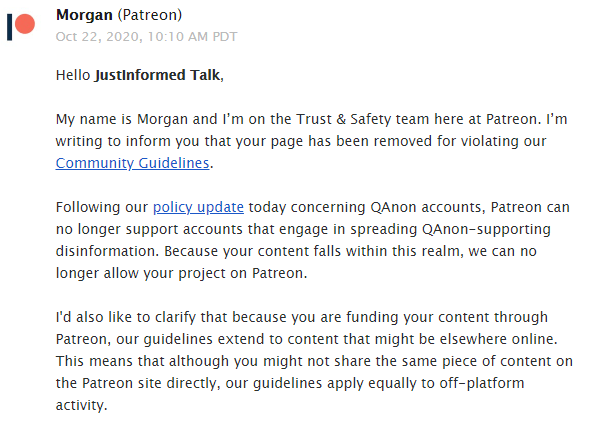 Morgan (Patreon)
Oct 22, 2020, 10:10 AM PDT
Hello JustInformed Talk,
My name is Morgan and I'm on the Trust & Safety team here at Patreon. I'm
writing to inform you that your page has been removed for violating our
Community Guidelines.
Following our policy update today concerning QAnon accounts, Patreon can
no longer support accounts that engage in spreading QAnon-supporting
disinformation. Because your content falls within this realm, we can no
longer allow your project on Patreon.
I'd also like to clarify that because you are funding your content through
Patreon, our guidelines extend to content that might be elsewhere online.
This means that although you might not share the same piece of content on
the Patreon site directly, our guidelines apply equally to off-platform
activity.